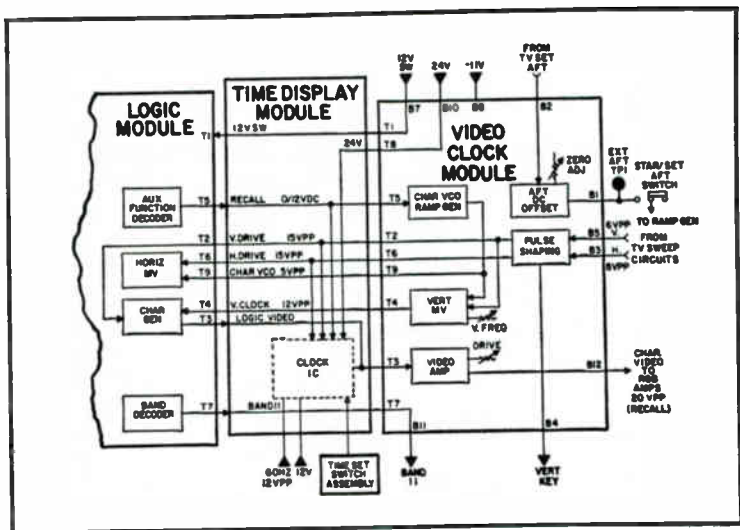 12V
SW
24V
-11V
FROM
TV SET
AFT
B7
B10
B8
B2
LOGIC
MODULE
TIME DISPLAY
MODULE
VIDEO
CLOCK
MODULE
T1
12V SW
T1
24V
T8
ZERO
ADJ
EXT
AFT
TP1
STAR/SET
AFT
SWITCH
AUX
FUNCTION
DECODER
T5
RECALL 0/12VDC
T5
CHAR VCO
RAMP GEN
AFT
DC
OFFSET
B1
TO RAMP GEN
T2
V. DRIVE 15VPP
T2
6VPP
B5
V.
HORIZ
MV
T6
H. DRIVE 15VPP
T6
PULSE
SHAPING
B3
H.
FROM
TV SWEEP
CIRCUITS
T9
CHAR VCO 5VPP
T9
CHAR
GEN
T4
V. CLOCK 12VPP
T4
VERT
MV
V. FREQ
T3
LOGIC VIDEO
CLOCK
IC
T3
VIDEO
AMP
DRIVE
B12
CHAR.
VIDEO
TO
RGB
AMPS
20 VPP
(RECALL)
BAND
DECODER
T7
BAND 11
T7
B11
B4
60HZ
12VPP
12V
TIME SET
SWITCH
ASSEMBLY
BAND
11
VERT
KEY